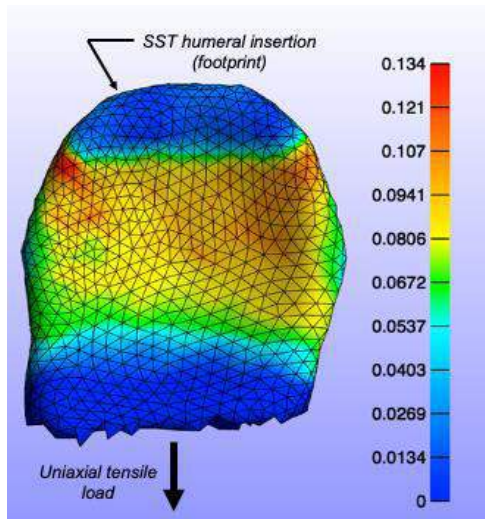 SST humeral insertion
(footprint)
0.134
0.121
0.107
0.0941
0.0806
0.0672
0.0537
0.0403
0.0269
0.0134
0
Uniaxial tensile
load